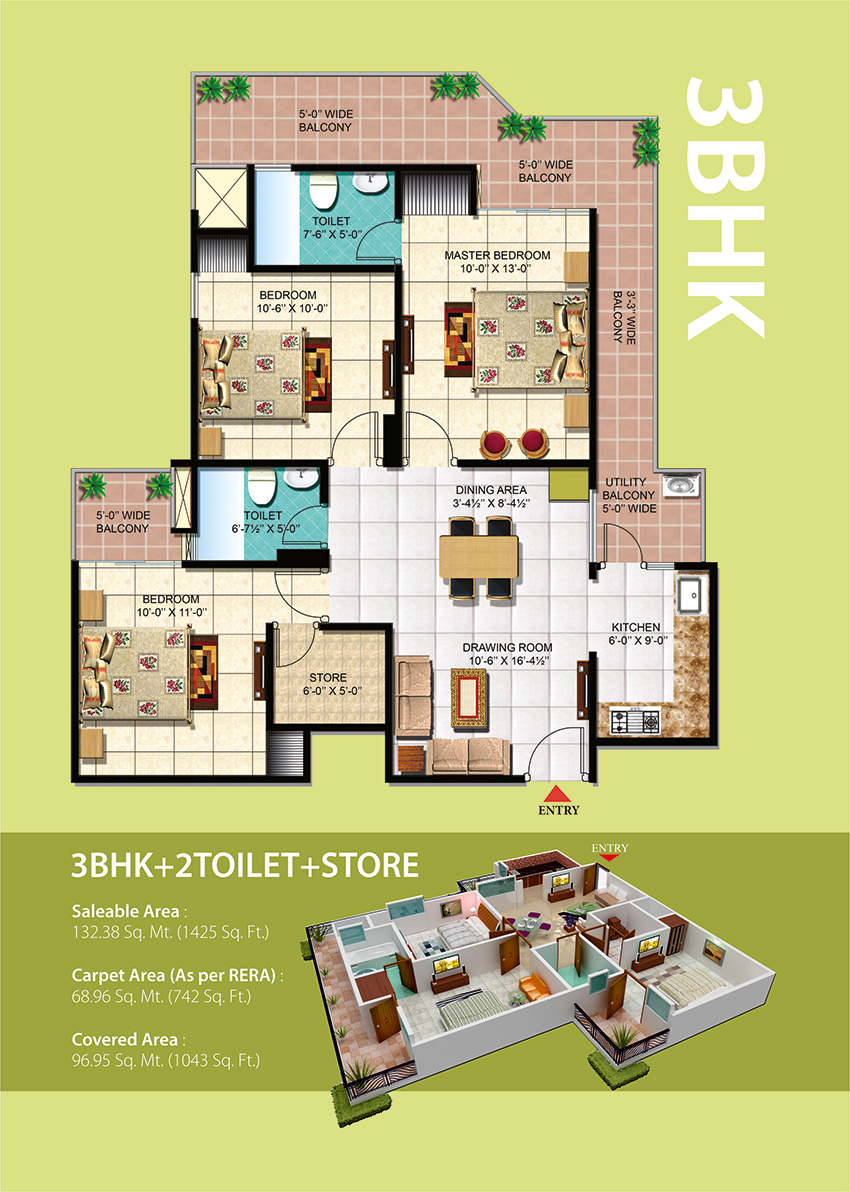 3BHK
5'-0" WIDE
BALCONY
5'-0" WIDE
BALCONY
TOILET
7'-6" X 5'-0"
MASTER BEDROOM
10'-0" X 13'-0"
BEDROOM
10'-6" X 10'-0"
3'-3" WIDE
BALCONY
5'-0" WIDE
BALCONY
TOILET
6'-7½" X 5'-0"
DINING AREA
3'-4½" X 8'-4½"
UTILITY
BALCONY
5'-0" WIDE
BEDROOM
10'-0" X 11'-0"
KITCHEN
6'-0" X 9'-0"
DRAWING ROOM
10'-6" X 16'-4½"
STORE
6'-0" X 5'-0"
ENTRY
3BHK+2TOILET+STORE
ENTRY
Saleable Area :
132.38 Sq. Mt. (1425 Sq. Ft.)
Carpet Area (As per RERA) :
68.96 Sq. Mt. (742 Sq. Ft.)
Covered Area :
96.95 Sq. Mt. (1043 Sq. Ft.)